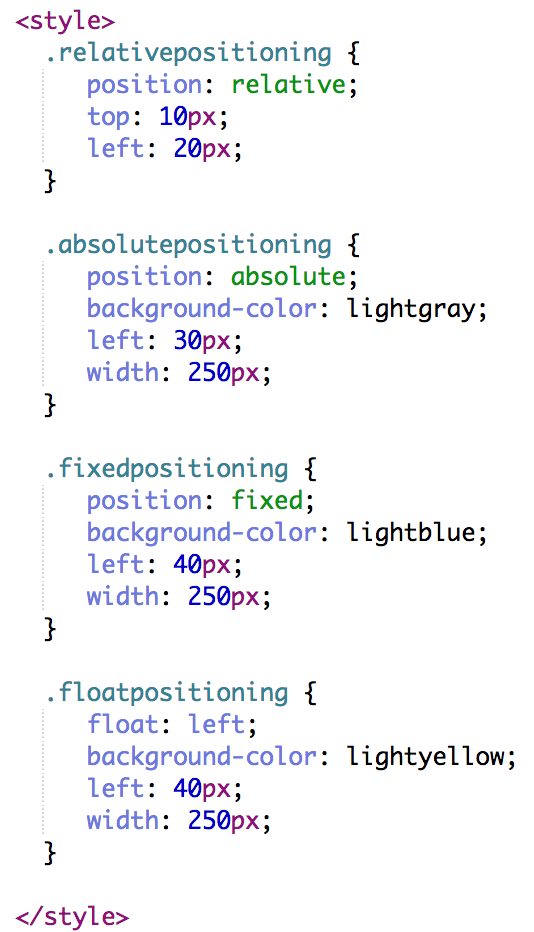 <style>
.relativepositioning {
position: relative;
top: 10px;
left: 20px;
}
.absolutepositioning {
position: absolute;
background-color: lightgray;
left: 30px;
width: 250px;
}
.fixedpositioning {
position: fixed;
background-color: lightblue;
left: 40px;
width: 250px;
}
.floatpositioning {
float: left;
background-color: lightyellow;
left: 40px;
width: 250px;
}
</style>